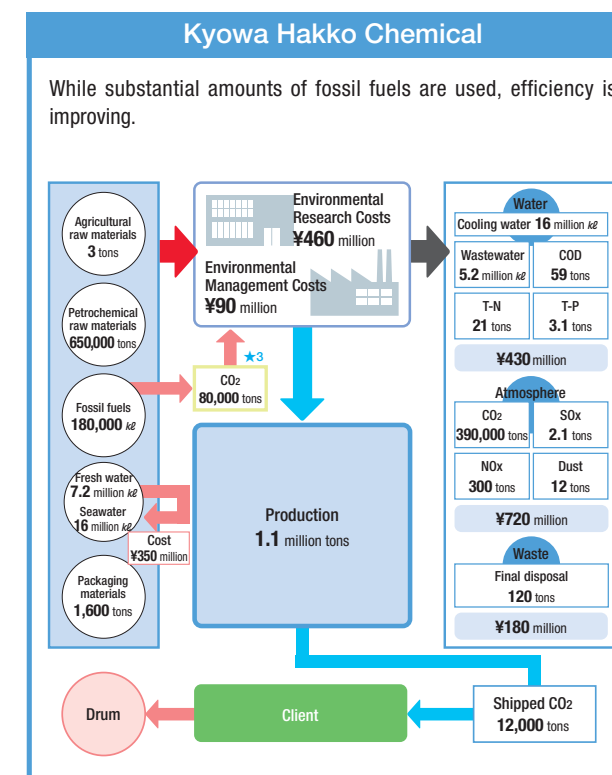 Kyowa Hakko Chemical
While substantial amounts of fossil fuels are used, efficiency is
improving.
Agricultural
raw materials
3 tons
Petrochemical
raw materials
650,000 tons
Fossil fuels
180,000 kℓ
Fresh water
7.2 million kℓ
Seawater
16 million kℓ
Cost
¥350 million
Packaging
materials
1,600 tons
Environmental
Research Costs
¥460 million
Environmental
Management Costs
¥90 million
★3
CO2
80,000 tons
Production
1.1 million tons
Water
Cooling water 16 million kℓ
Wastewater
5.2 million kℓ
COD
59 tons
T-N
21 tons
T-P
3.1 tons
¥430 million
Atmosphere
CO2
390,000 tons
SOx
2.1 tons
NOx
300 tons
Dust
12 tons
¥720 million
Waste
Final disposal
120 tons
¥180 million
Drum
Client
Shipped CO2
12,000 tons